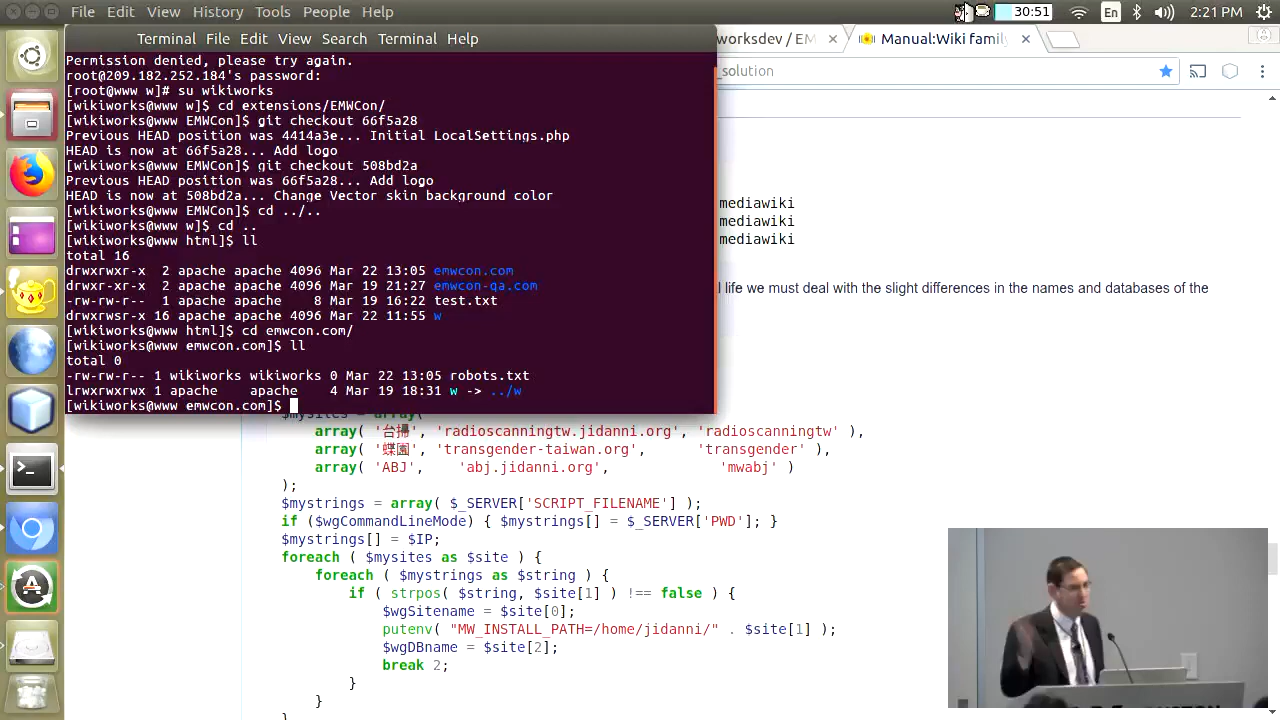 File Edit View History Tools People Help
30:51 En 2:21 PM
Terminal File Edit View Search Terminal Help
worksdev / EM
Manual:Wiki famil
_solution
Permission denied, please try again.
root@209.182.252.184's password:
[root@www w]# su wikiworks
[wikiworks@www w]$ cd extensions/EMWCon/
[wikiworks@www EMWCon]$ git checkout 66f5a28
Previous HEAD position was 4414a3e... Initial LocalSettings.php
HEAD is now at 66f5a28... Add logo
[wikiworks@www EMWCon]$ git checkout 508bd2a
Previous HEAD position was 66f5a28... Add logo
HEAD is now at 508bd2a... Change Vector skin background color
[wikiworks@www EMWCon]$ cd ../..
[wikiworks@www w]$ cd ..
[wikiworks@www html]$ ll
total 16
drwxrwxr-x 2 apache apache 4096 Mar 22 13:05 emwcon.com
drwxr-xr-x 2 apache apache 4096 Mar 19 21:27 emwcon-qa.com
-rw-rw-r-- 1 apache apache 8 Mar 19 16:22 test.txt
drwxrwsr-x 16 apache apache 4096 Mar 22 11:55 w
[wikiworks@www html]$ cd emwcon.com/
[wikiworks@www emwcon.com]$ ll
total 0
-rw-rw-r-- 1 wikiworks wikiworks 0 Mar 22 13:05 robots.txt
lrwxrwxrwx 1 apache apache 4 Mar 19 18:31 w -> ../w
[wikiworks@www emwcon.com]$
mediawiki
mediawiki
mediawiki
life we must deal with the slight differences in the names and databases of the
$mysites = array(
array( '台掃', 'radioscanningtw.jidanni.org', 'radioscanningtw' ),
array( '蝶園', 'transgender-taiwan.org', 'transgender' ),
array( 'ABJ', 'abj.jidanni.org', 'mwabj' )
);
$mystrings = array( $_SERVER['SCRIPT_FILENAME'] );
if ($wgCommandLineMode) { $mystrings[] = $_SERVER['PWD']; }
$mystrings[] = $IP;
foreach ( $mysites as $site ) {
foreach ( $mystrings as $string ) {
if ( strpos( $string, $site[1] ) !== false ) {
$wgSitename = $site[0];
putenv( "MW_INSTALL_PATH=/home/jidanni/" . $site[1] );
$wgDBname = $site[2];
break 2;
}
}
}